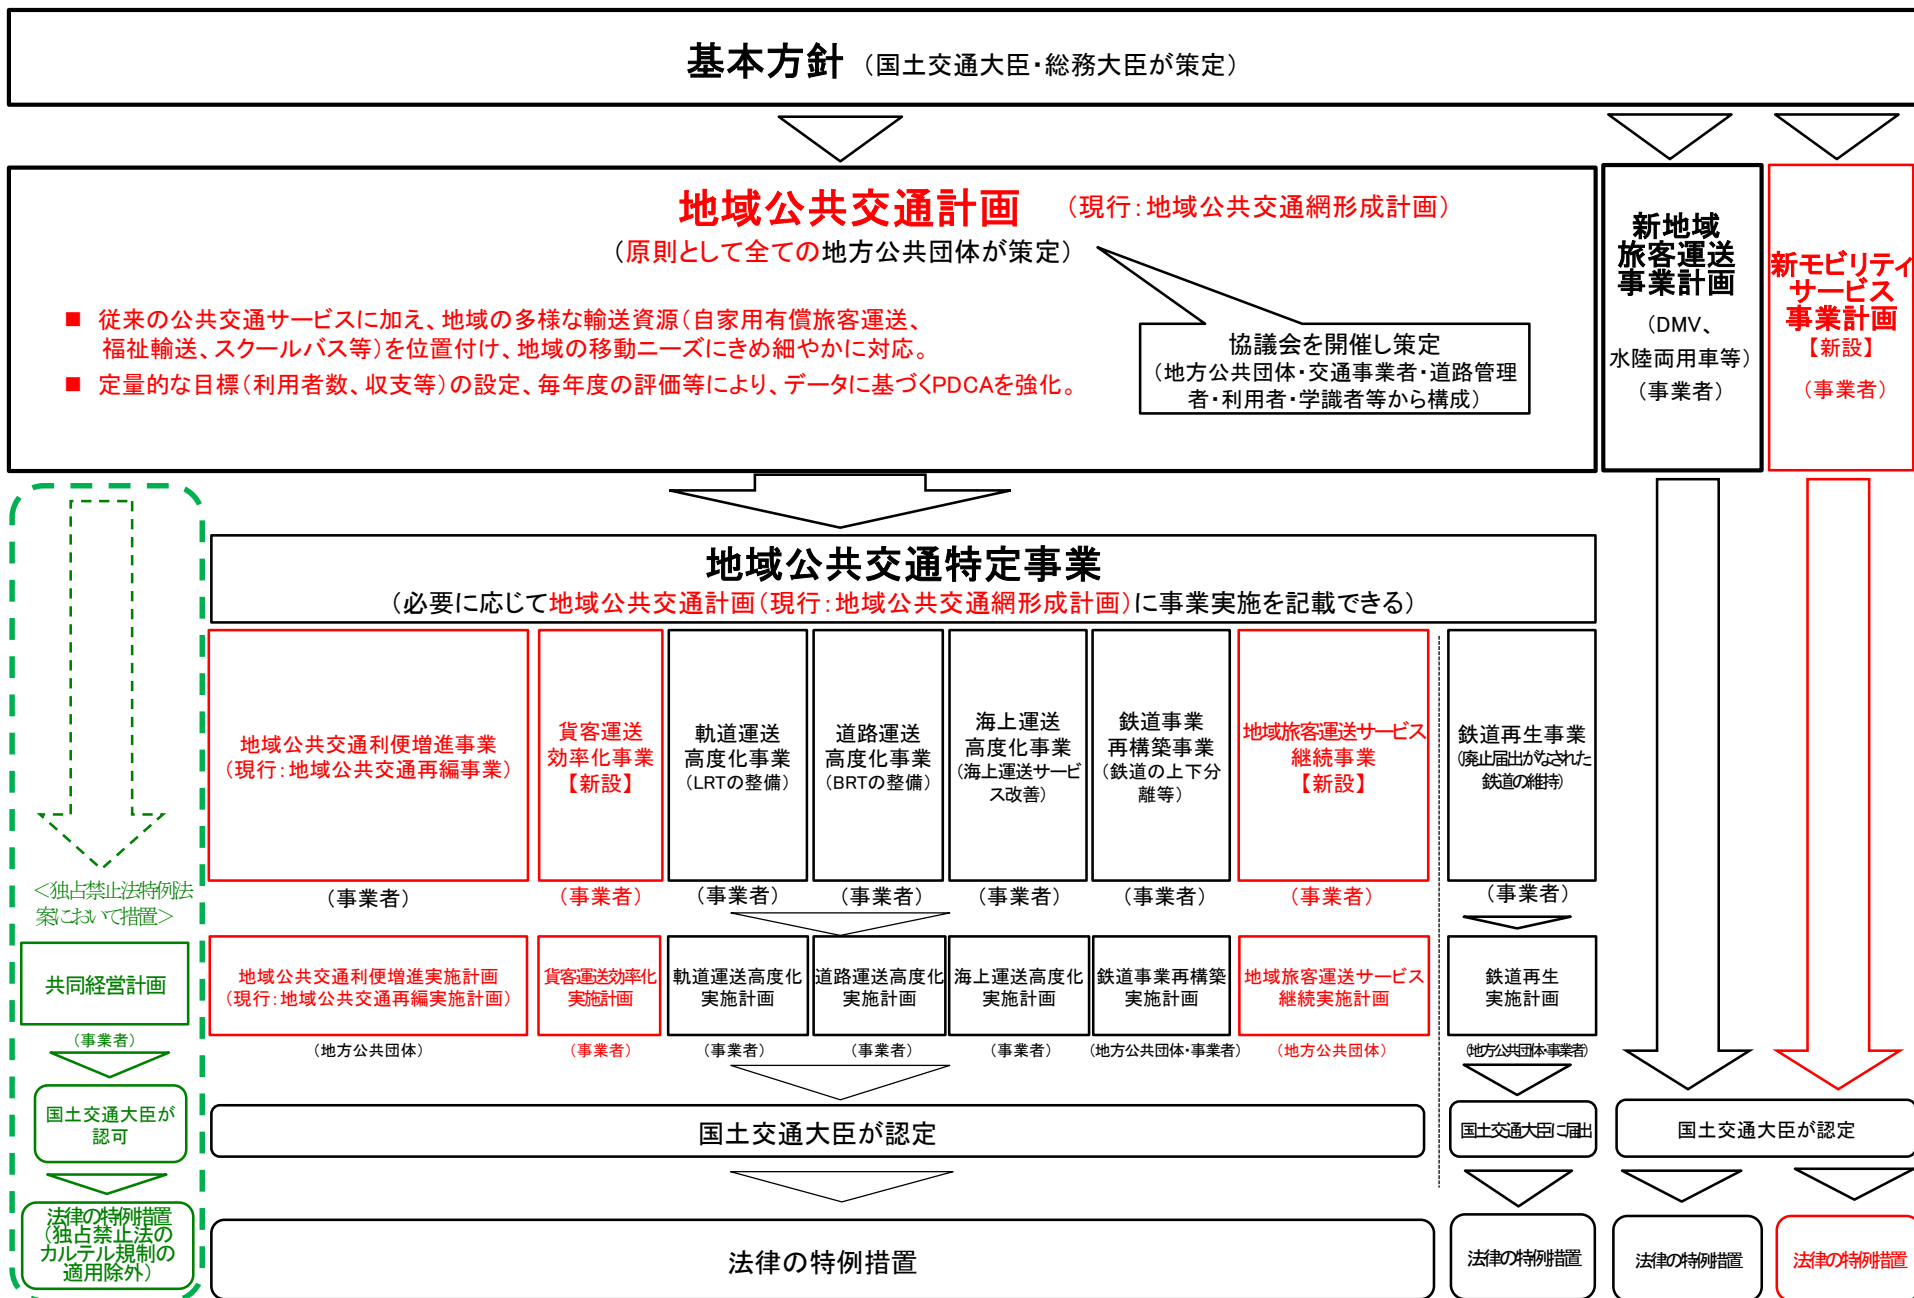 基本方針（国土交通大臣・総務大臣が策定）
地域公共交通計画 （現行：地域公共交通網形成計画）
（原則として全ての地方公共団体が策定）
■ 従来の公共交通サービスに加え、地域の多様な輸送資源（自家用有償旅客運送、
福祉輸送、スクールバス等）を位置付け、地域の移動ニーズにきめ細やかに対応。
■ 定量的な目標（利用者数、収支等）の設定、毎年度の評価等により、データに基づくPDCAを強化。
協議会を開催し策定
（地方公共団体・交通事業者・道路管理
者・利用者・学識者等から構成）
新地域
旅客運送
事業計画
（DMV、
水陸両用車等）
（事業者）
新モビリティ
サービス
事業計画
【新設】
（事業者）
地域公共交通特定事業
（必要に応じて地域公共交通計画（現行：地域公共交通網形成計画）に事業実施を記載できる）
地域公共交通利便増進事業
（現行：地域公共交通再編事業）
（事業者）
貨客運送
効率化事業
【新設】
（事業者）
軌道運送
高度化事業
（LRTの整備）
（事業者）
道路運送
高度化事業
（BRTの整備）
（事業者）
海上運送
高度化事業
（海上運送サービ
ス改善）
（事業者）
鉄道事業
再構築事業
（鉄道の上下分
離等）
（事業者）
地域旅客運送サービス
継続事業
【新設】
（事業者）
鉄道再生事業
（廃止届出がなされた
鉄道の維持）
（事業者）
＜独占禁止法特例法
案において措置＞
共同経営計画
（事業者）
国土交通大臣が
認可
法律の特例措置
（独占禁止法の
カルテル規制の
適用除外）
地域公共交通利便増進実施計画
（現行：地域公共交通再編実施計画）
（地方公共団体）
貨客運送効率化
実施計画
（事業者）
軌道運送高度化
実施計画
（事業者）
道路運送高度化
実施計画
（事業者）
海上運送高度化
実施計画
（事業者）
鉄道事業再構築
実施計画
（地方公共団体・事業者）
地域旅客運送サービス
継続実施計画
（地方公共団体）
鉄道再生
実施計画
（地方公共団体・事業者）
国土交通大臣が認定
国土交通大臣に届出
国土交通大臣が認定
法律の特例措置
法律の特例措置
法律の特例措置
法律の特例措置